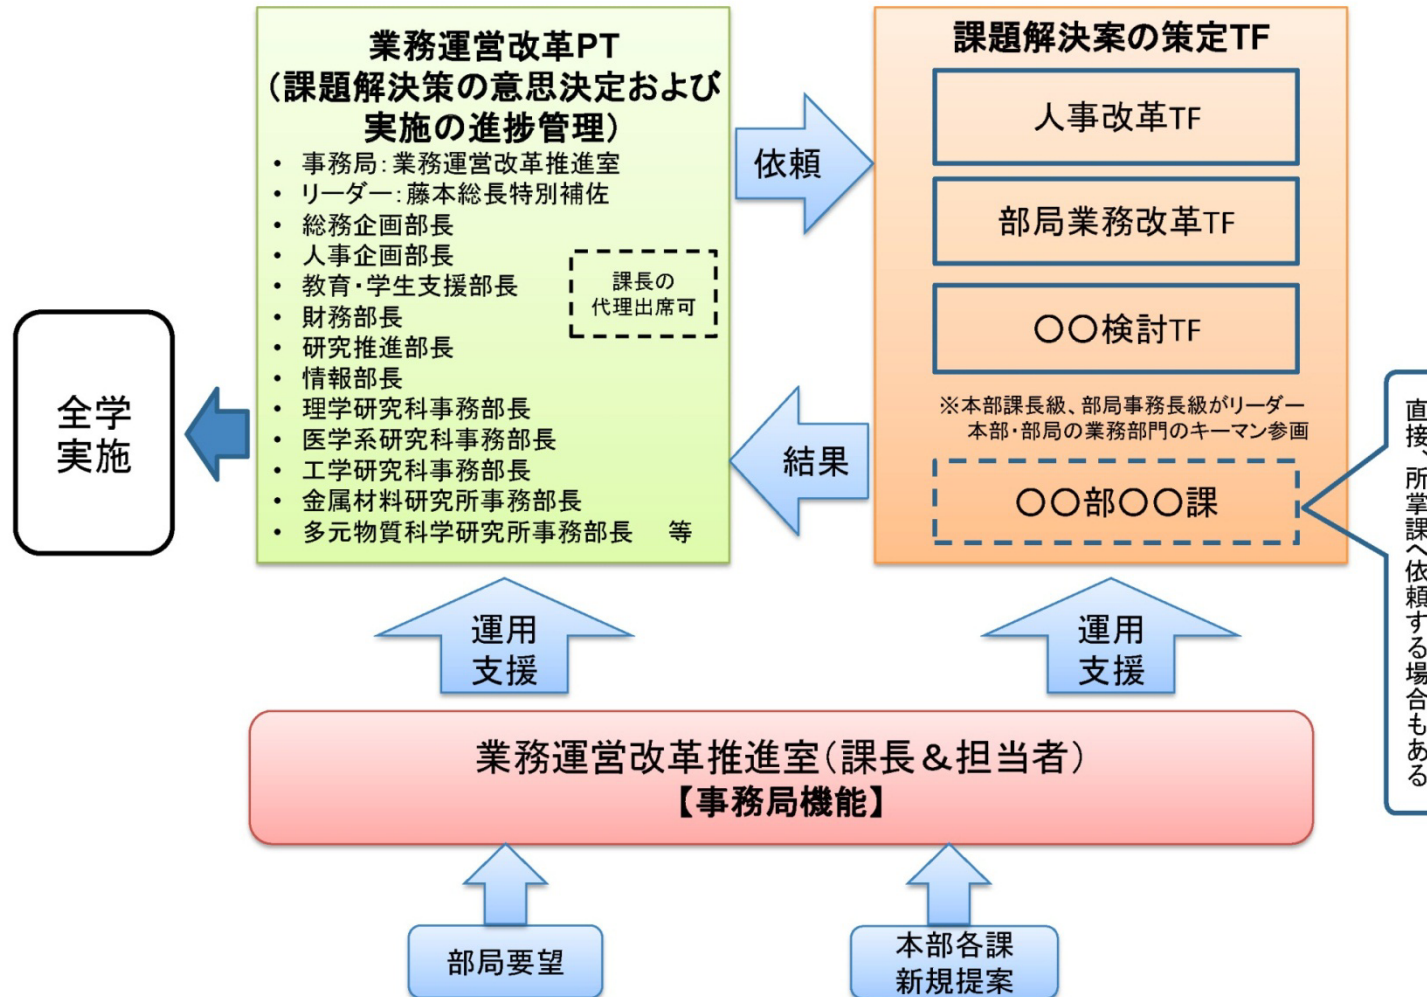 業務運営改革PT
（課題解決策の意思決定および
実施の進捗管理）
• 事務局：業務運営改革推進室
• リーダー：藤本総長特別補佐
• 総務企画部長
• 人事企画部長
• 教育・学生支援部長
• 財務部長
• 研究推進部長
• 情報部長
• 理学研究科事務部長
• 医学系研究科事務部長
• 工学研究科事務部長
• 金属材料研究所事務部長
• 多元物質科学研究所事務部長　等
課長の
代理出席可
依頼
結果
課題解決案の策定TF
人事改革TF
部局業務改革TF
〇〇検討TF
※本部課長級、部局事務長級がリーダー
本部・部局の業務部門のキーマン参画
〇〇部〇〇課
直接、所掌課へ依頼する場合もある
全学
実施
運用
支援
運用
支援
業務運営改革推進室（課長＆担当者）
【事務局機能】
部局要望
本部各課
新規提案